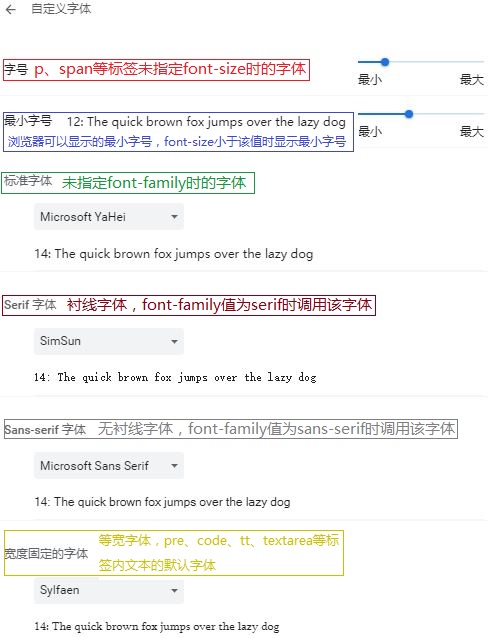 自定义字体
字号 p、span等标签未指定font-size时的字体
最小 最大
最小字号 12: The quick brown fox jumps over the lazy dog
浏览器可以显示的最小字号，font-size小于该值时显示最小字号
最小 最大
标准字体 未指定font-family时的字体
Microsoft YaHei
14: The quick brown fox jumps over the lazy dog
Serif 字体 衬线字体，font-family值为serif时调用该字体
SimSun
14: The quick brown fox jumps over the lazy dog
Sans-serif 字体 无衬线字体，font-family值为sans-serif时调用该字体
Microsoft Sans Serif
14: The quick brown fox jumps over the lazy dog
宽度固定的字体 等宽字体，pre、code、tt、textarea等标
签内文本的默认字体
Sylfaen
14: The quick brown fox jumps over the lazy dog